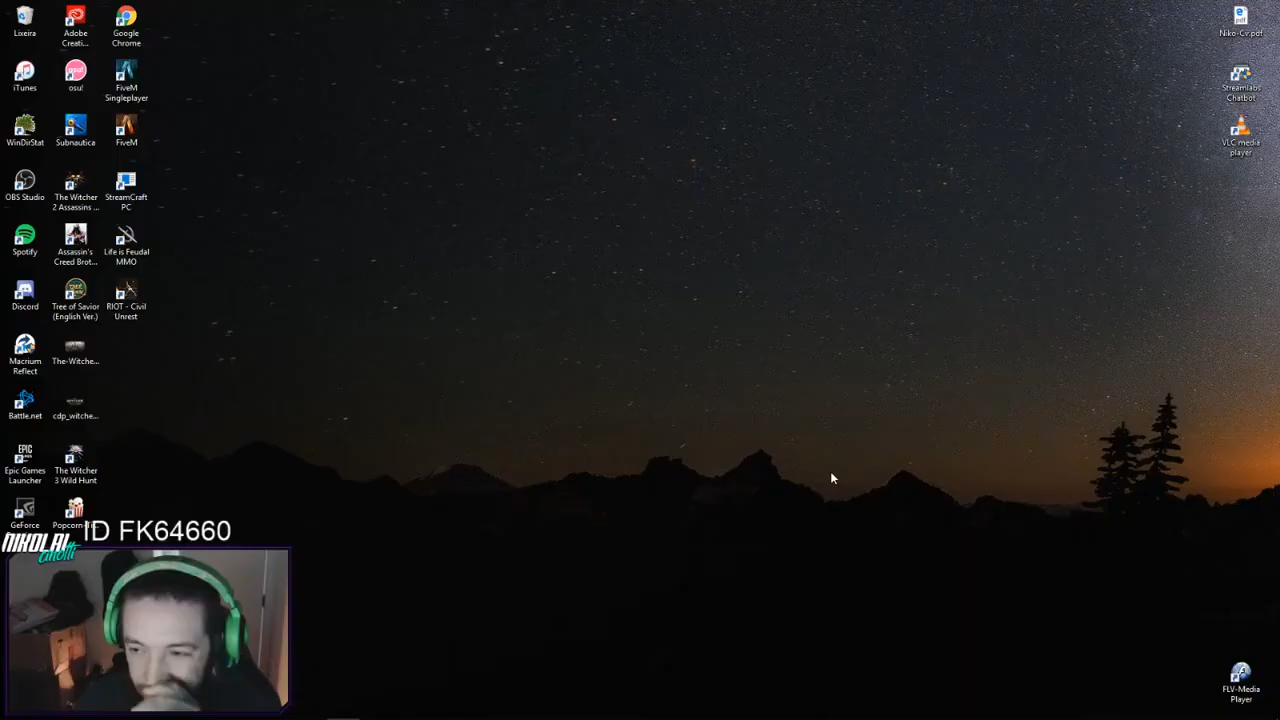 Lixeira
Adobe
Creati...
Google
Chrome
iTunes
osu!
FiveM
Singleplayer
WinDirStat
Subnautica
FiveM
OBS Studio
The Witcher
2 Assassins ...
StreamCraft
PC
Spotify
Assassin's
Creed Brot...
Life is Feudal
MMO
Discord
Tree of Savior
(English Ver.)
RIOT - Civil
Unrest
Macrium
Reflect
The-Witche...
Battle.net
cdp_witche...
Epic Games
Launcher
The Witcher
3 Wild Hunt
GeForce
ID FK64660
NIKOLAI
Niko-Cv.pdf
Streamlabs
Chatbot
VLC media
player
FLV-Media
Player